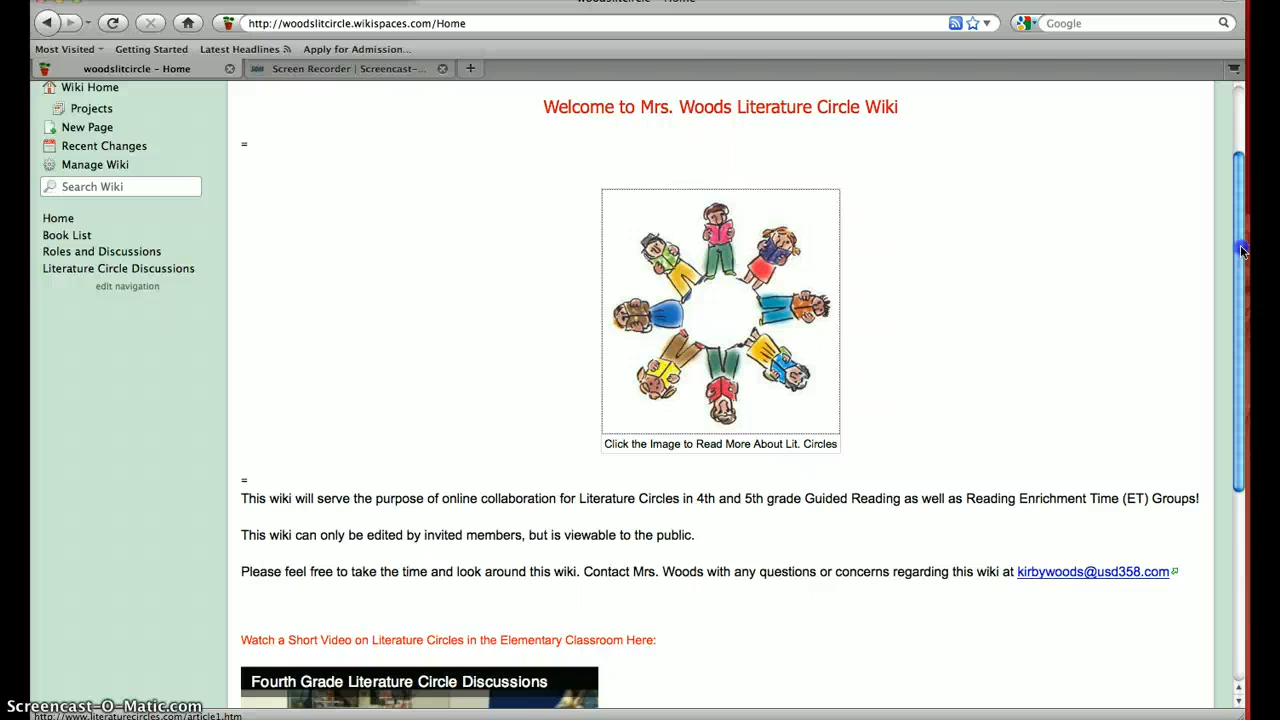 woodslitcircle - Home
http://woodslitcircle.wikispaces.com/Home
Google
Most Visited Getting Started Latest Headlines Apply for Admission...
woodslitcircle - Home Screen Recorder | Screencast-...
Wiki Home
Projects
New Page
Recent Changes
Manage Wiki
Search Wiki
Home
Book List
Roles and Discussions
Literature Circle Discussions
edit navigation
Welcome to Mrs. Woods Literature Circle Wiki
=
Click the Image to Read More About Lit. Circles
=
This wiki will serve the purpose of online collaboration for Literature Circles in 4th and 5th grade Guided Reading as well as Reading Enrichment Time (ET) Groups!
This wiki can only be edited by invited members, but is viewable to the public.
Please feel free to take the time and look around this wiki. Contact Mrs. Woods with any questions or concerns regarding this wiki at kirbywoods@usd358.com
Watch a Short Video on Literature Circles in the Elementary Classroom Here:
Fourth Grade Literature Circle Discussions
Screencast-O-Matic.com
http://www.literaturecircles.com/article1.htm